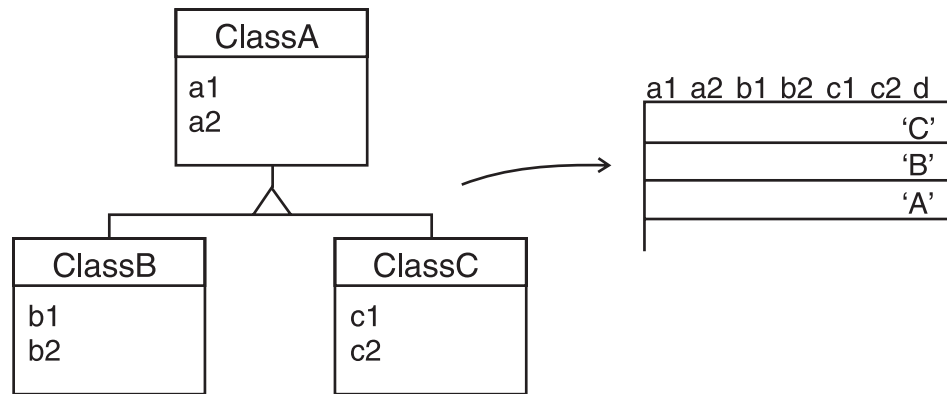 ClassA
a1
a2
a1 a2 b1 b2 c1 c2 d
‘C’
‘B’
‘A’
ClassB
b1
b2
ClassC
c1
c2